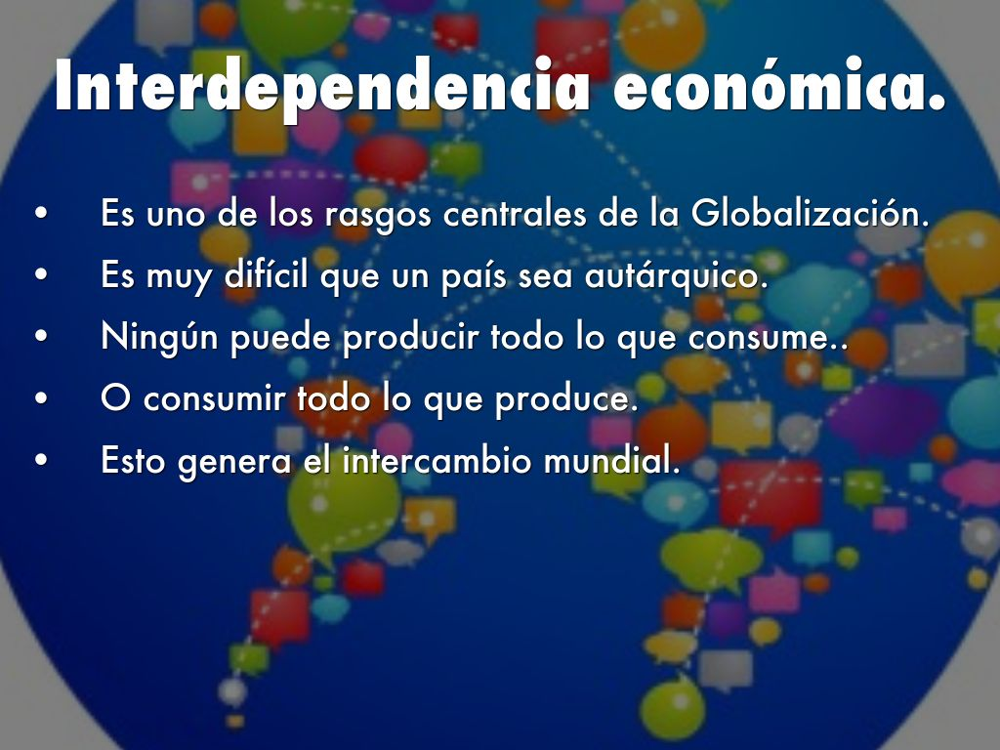 Interdependencia económica.
• Es uno de los rasgos centrales de la Globalización.
• Es muy difícil que un país sea autárquico.
• Ningún puede producir todo lo que consume..
• O consumir todo lo que produce.
• Esto genera el intercambio mundial.